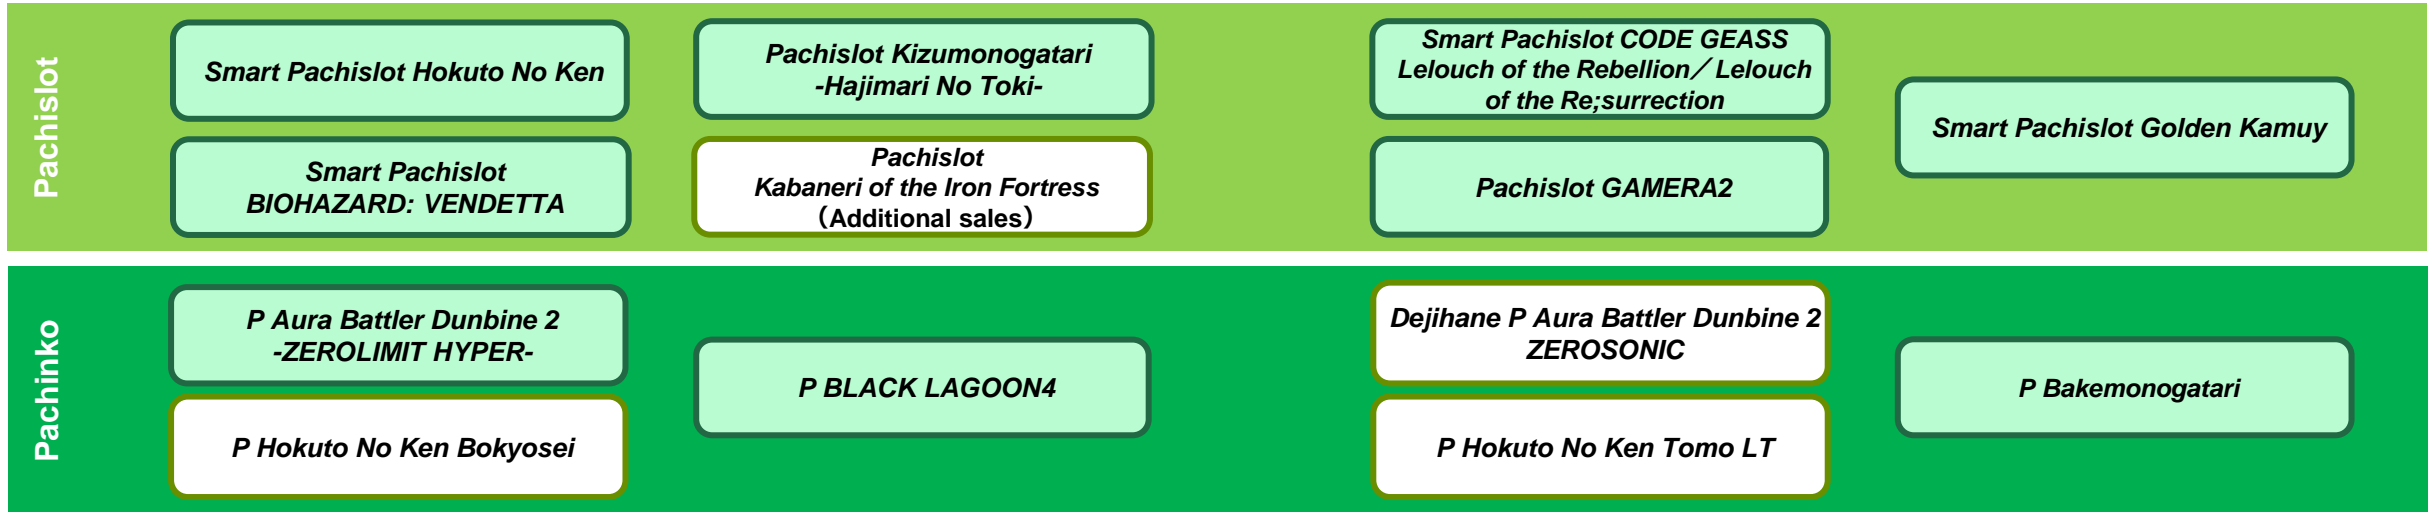 Pachislot
Smart Pachislot Hokuto No Ken
Smart Pachislot
BIOHAZARD: VENDETTA
Pachislot Kizumonogatari
-Hajimari No Toki-
Pachislot
Kabaneri of the Iron Fortress
（Additional sales）
Smart Pachislot CODE GEASS
Lelouch of the Rebellion／Lelouch
of the Re;surrection
Pachislot GAMERA2
Smart Pachislot Golden Kamuy
Pachinko
P Aura Battler Dunbine 2
-ZEROLIMIT HYPER-
P Hokuto No Ken Bokyosei
P BLACK LAGOON4
Dejihane P Aura Battler Dunbine 2
ZEROSONIC
P Hokuto No Ken Tomo LT
P Bakemonogatari